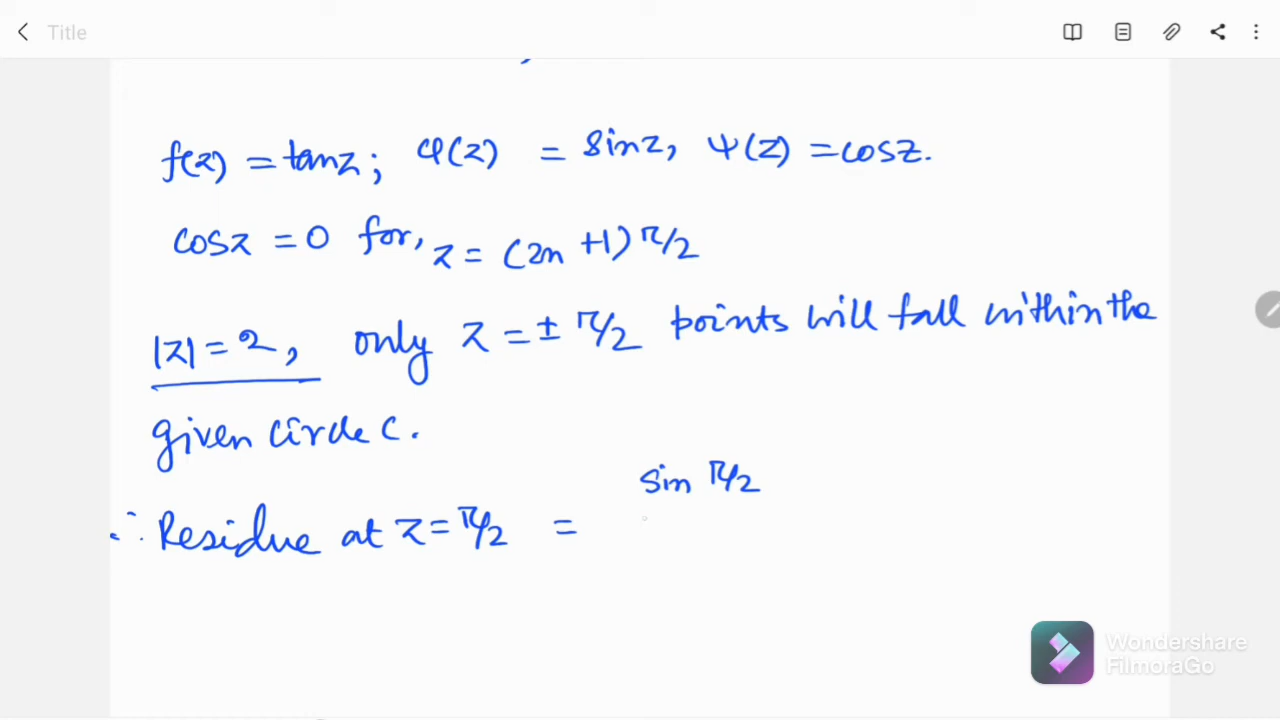 Title
f(z) = tanz; φ(z) = sinz, ψ(z) = cosz.
cosz = 0 for, z = (2n+1) π/2
|z| = 2, only z = ± π/2 points will fall within the
given circle C.
sin π/2
∴ Residue at z = π/2 =
Wondershare
FilmoraGo